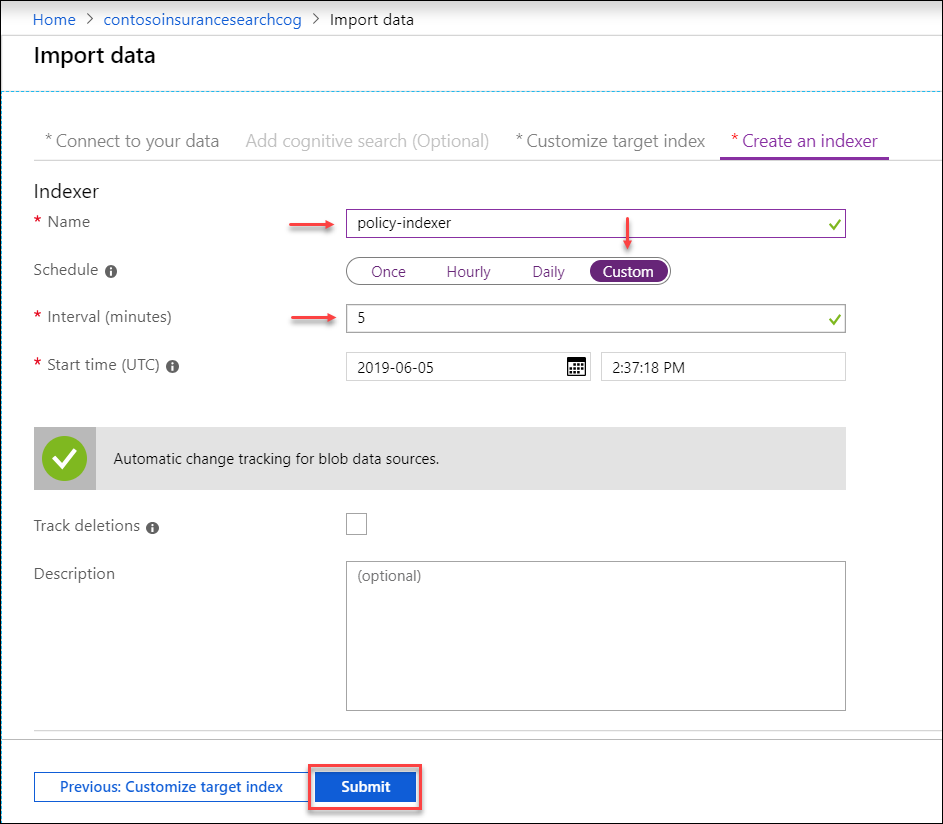 Home > contosoinsurancesearchcog > Import data
Import data
* Connect to your data Add cognitive search (Optional) * Customize target index * Create an indexer
Indexer
* Name policy-indexer
Schedule Once Hourly Daily Custom
* Interval (minutes) 5
* Start time (UTC) 2019-06-05 2:37:18 PM
Automatic change tracking for blob data sources.
Track deletions
Description (optional)
Previous: Customize target index Submit